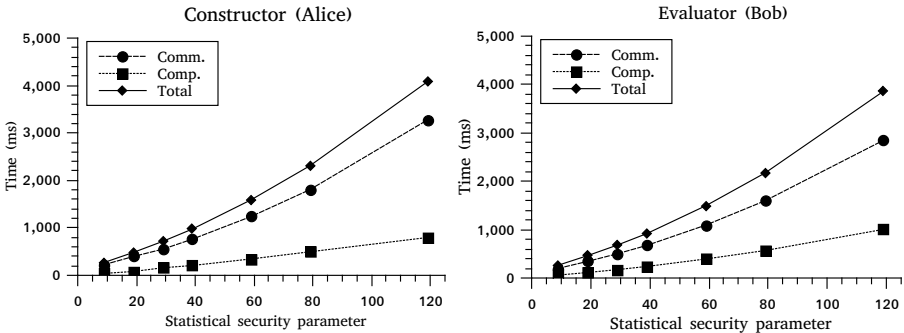 Constructor (Alice)
5,000
4,000
3,000
2,000
1,000
0
Time (ms)
Comm.
Comp.
Total
0
20
40
60
80
100
120
Statistical security parameter
Evaluator (Bob)
5,000
4,000
3,000
2,000
1,000
0
Time (ms)
Comm.
Comp.
Total
0
20
40
60
80
100
120
Statistical security parameter